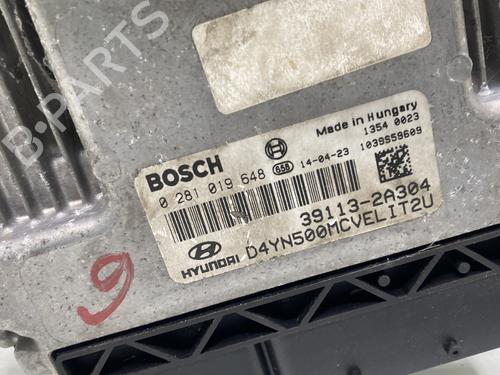 B-PARTS
BOSCH
Made in Hungary
1354 0023
0 281 019 648
658
14-04-23
1039S59609
39113-2A304
HYUNDAI
D4YN500MCVELIT2U
9